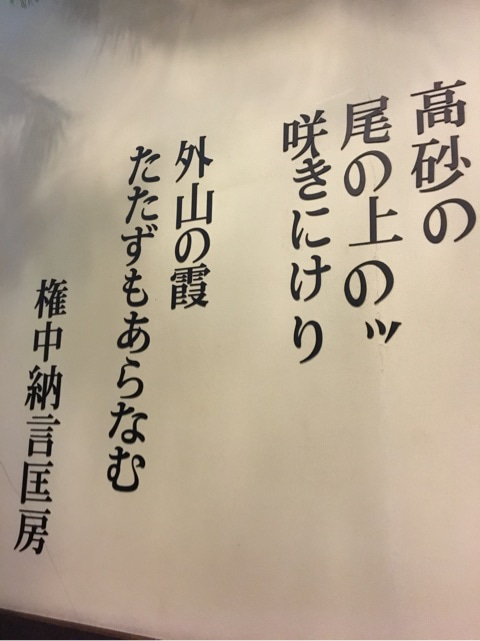 高砂の
尾の上のッ
咲きにけり
外山の霞
たたずもあらなむ
権中納言匡房